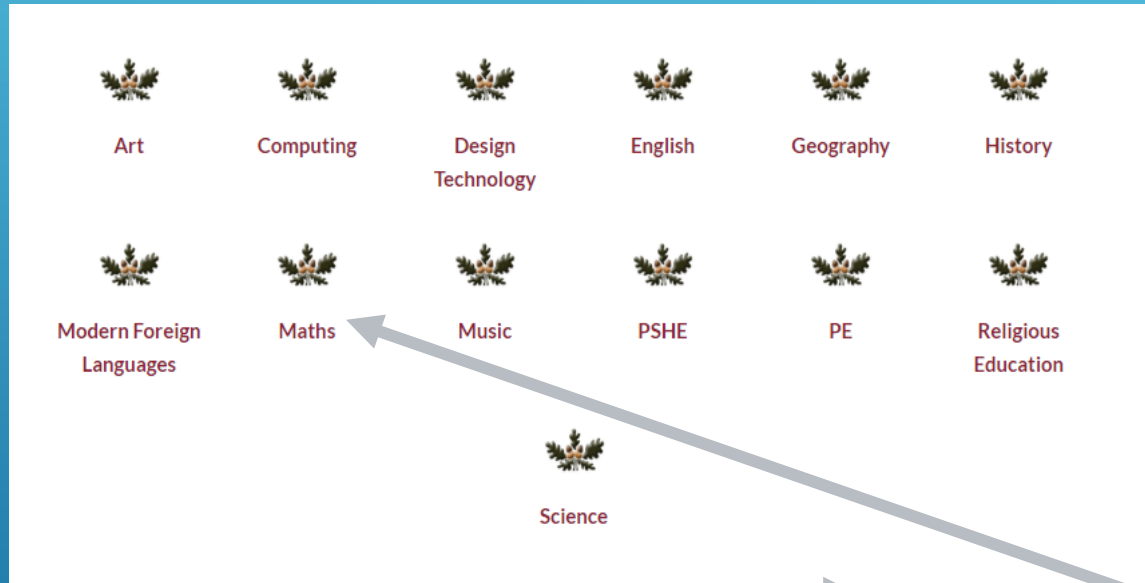 Art
Computing
Design
Technology
English
Geography
History
Modern Foreign
Languages
Maths
Music
PSHE
PE
Religious
Education
Science